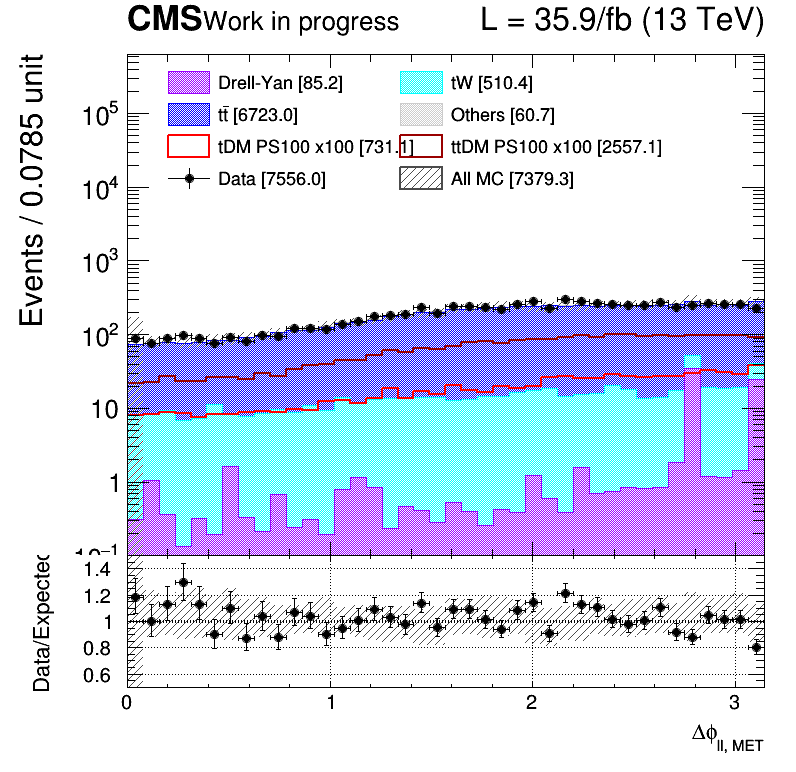 CMS Work in progress L = 35.9/fb (13 TeV)
Events / 0.0785 unit
Drell-Yan [85.2] tW [510.4]
tt̄ [6723.0] Others [60.7]
tDM PS100 x100 [731.1] ttDM PS100 x100 [2557.1]
Data [7556.0] All MC [7379.3]
10⁵
10⁴
10³
10²
10
1
10⁻¹
Data/Expected
1.4
1.2
1
0.8
0.6
0 1 2 3
Δϕll, MET